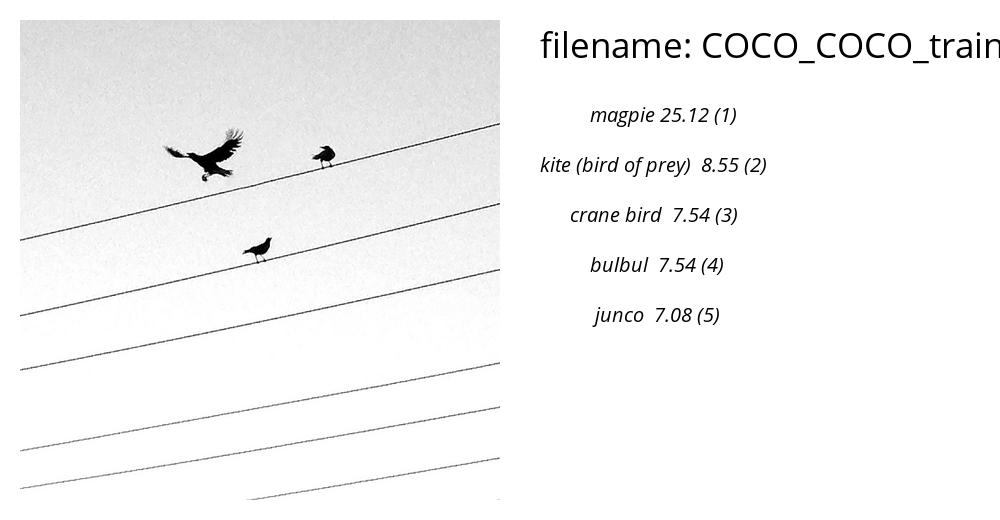 filename: COCO_COCO_train
magpie 25.12 (1)
kite (bird of prey) 8.55 (2)
crane bird 7.54 (3)
bulbul 7.54 (4)
junco 7.08 (5)